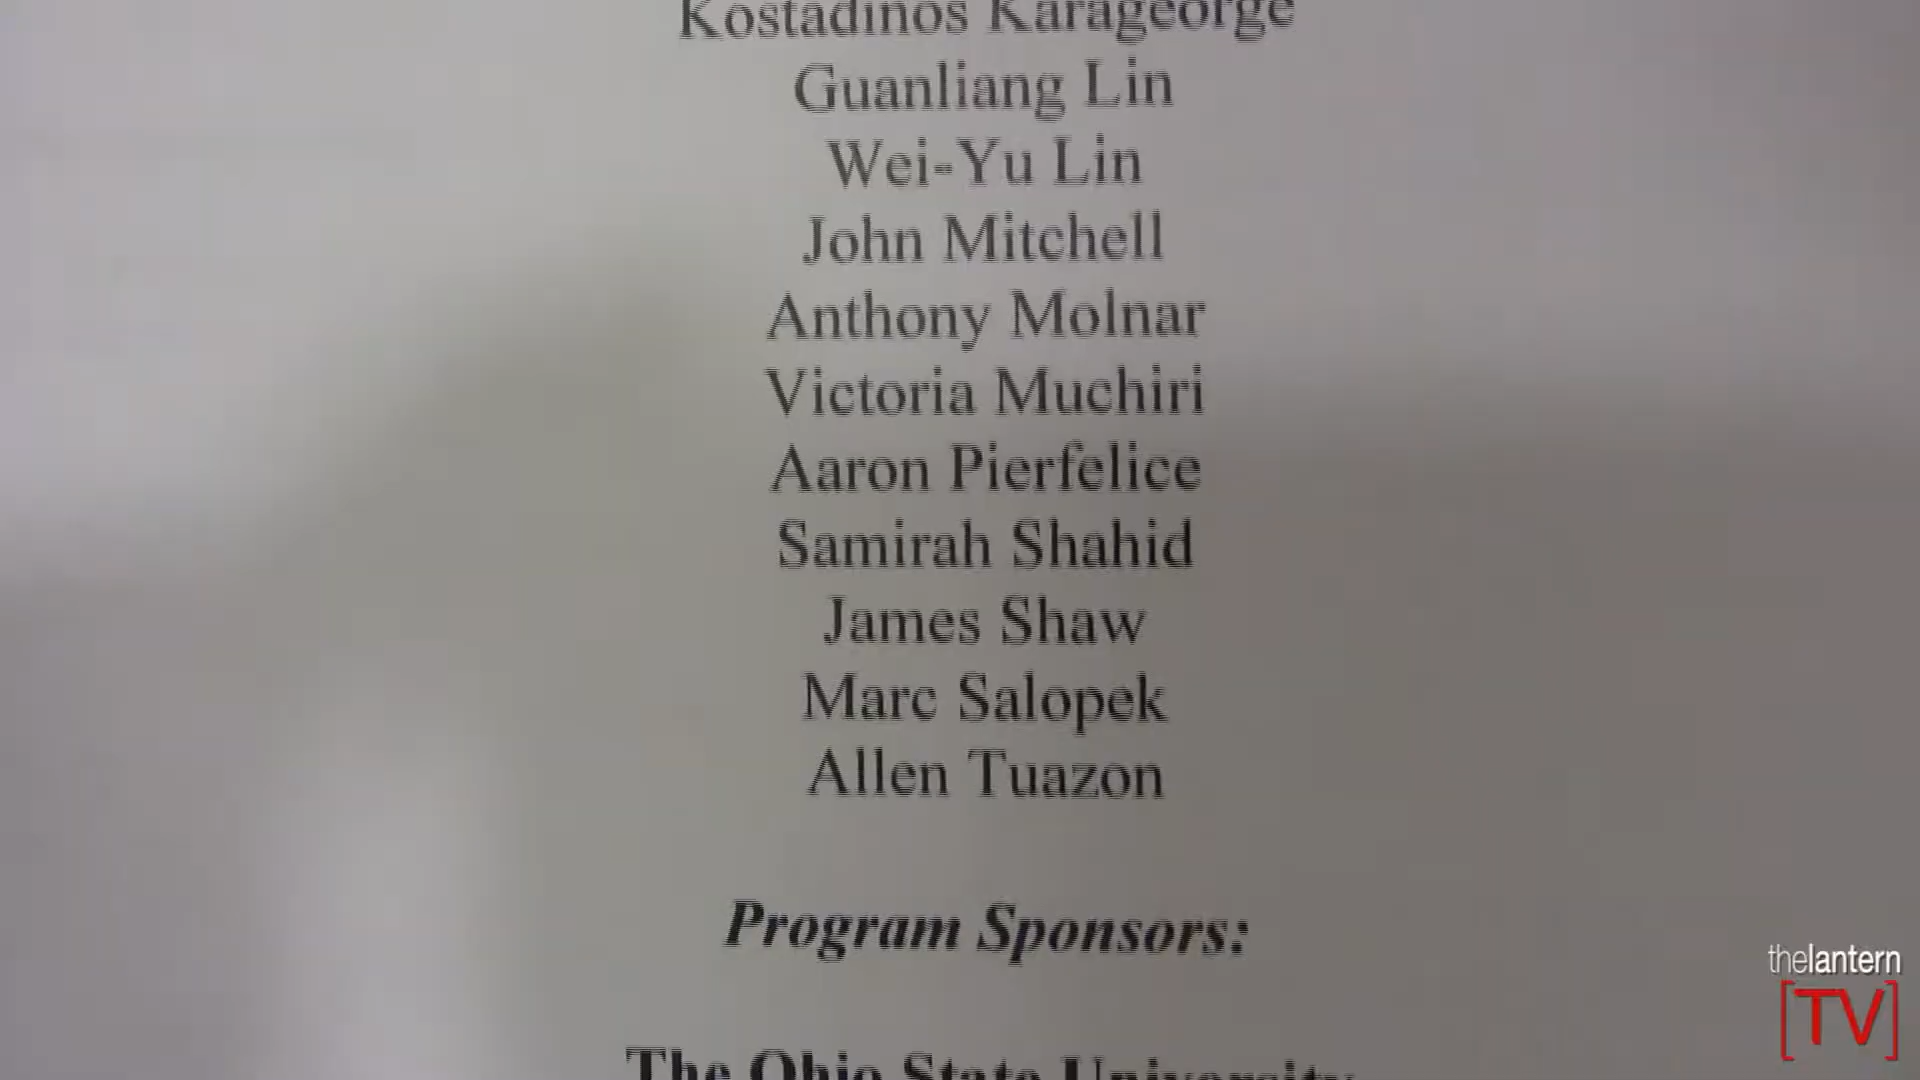 Kostadinos Karageorge
Guanliang Lin
Wei-Yu Lin
John Mitchell
Anthony Molnar
Victoria Muchiri
Aaron Pierfelice
Samirah Shahid
James Shaw
Marc Salopek
Allen Tuazon
Program Sponsors:
The Ohio State University
thelantern
[TV]